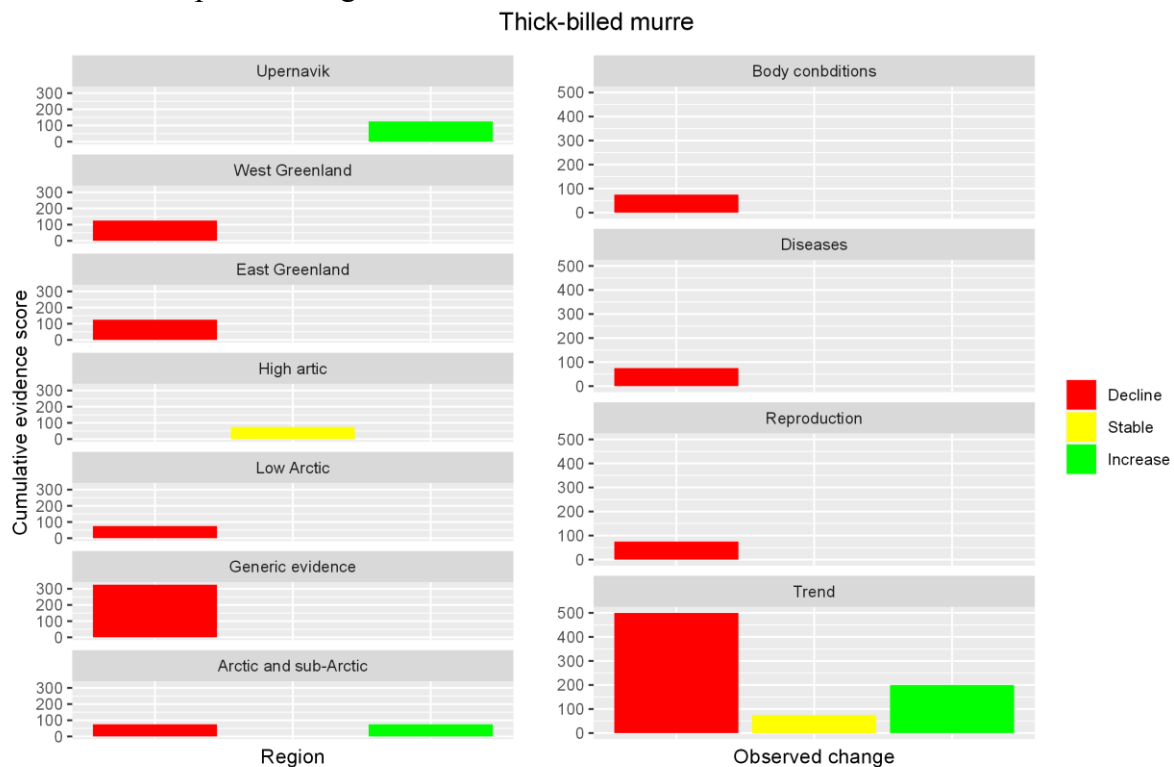 Thick-billed murre
Cumulative evidence score
Upernavik
300
200
100
0
West Greenland
300
200
100
0
East Greenland
300
200
100
0
High artic
300
200
100
0
Low Arctic
300
200
100
0
Generic evidence
300
200
100
0
Arctic and sub-Arctic
300
200
100
0
Region
Body conbditions
500
400
300
200
100
0
Diseases
500
400
300
200
100
0
Reproduction
500
400
300
200
100
0
Trend
500
400
300
200
100
0
Observed change
Decline
Stable
Increase